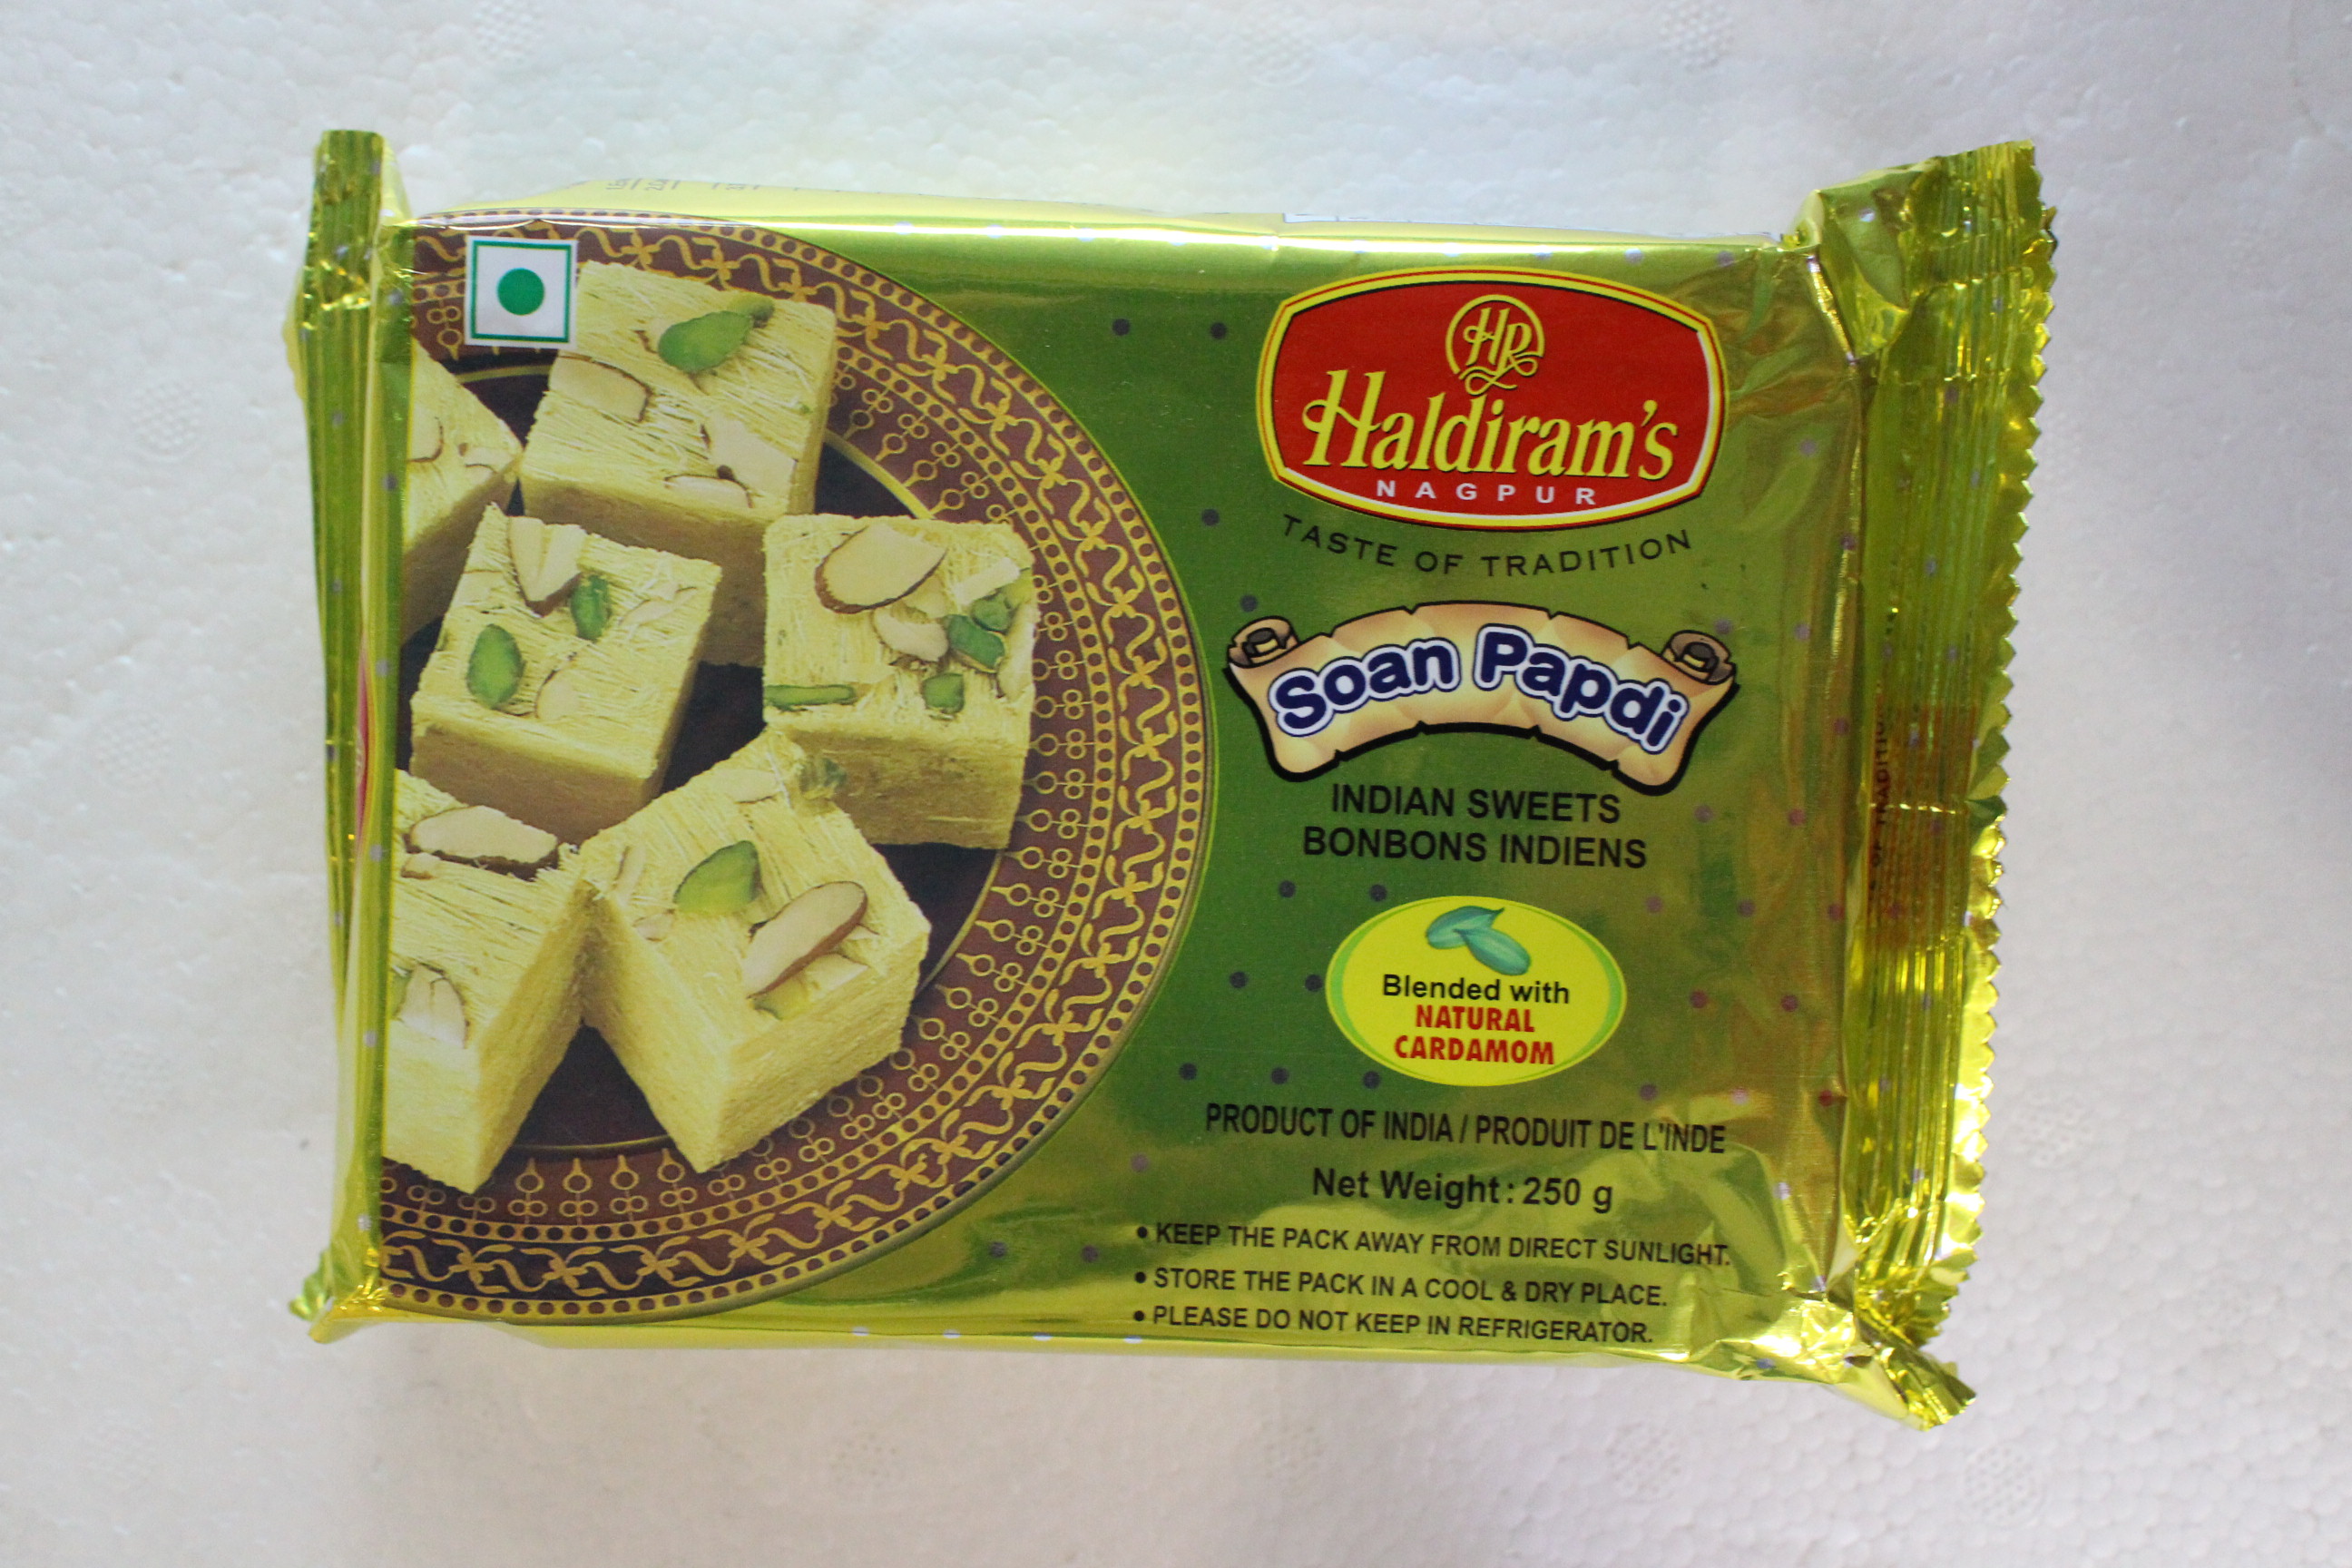 HR
Haldiram's
NAGPUR
TASTE OF TRADITION
Soan Papdi
INDIAN SWEETS
BONBONS INDIENS
Blended with
NATURAL
CARDAMOM
PRODUCT OF INDIA / PRODUIT DE L'INDE
Net Weight: 250 g
• KEEP THE PACK AWAY FROM DIRECT SUNLIGHT.
• STORE THE PACK IN A COOL & DRY PLACE.
• PLEASE DO NOT KEEP IN REFRIGERATOR.
OF TRADITION